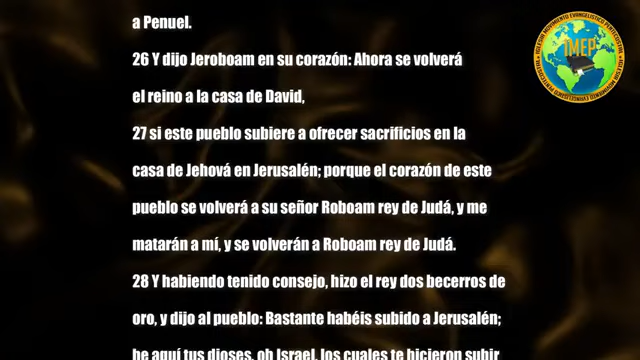 a Penuel.
26 Y dijo Jeroboam en su corazón: Ahora se volverá
el reino a la casa de David,
27 si este pueblo subiere a ofrecer sacrificios en la
casa de Jehová en Jerusalén; porque el corazón de este
pueblo se volverá a su señor Roboam rey de Judá, y me
matarán a mí, y se volverán a Roboam rey de Judá.
28 Y habiendo tenido consejo, hizo el rey dos becerros de
oro, y dijo al pueblo: Bastante habéis subido a Jerusalén;
he aquí tus dioses, oh Israel, los cuales te hicieron subir
IMEP